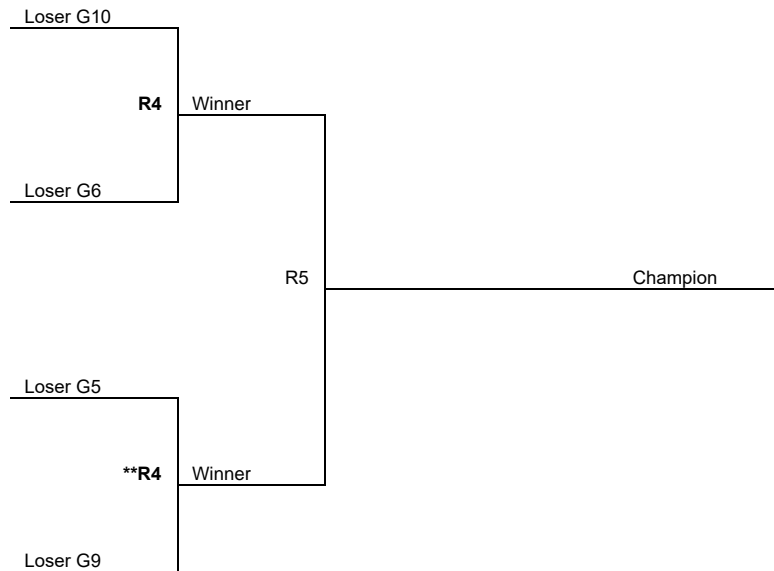 Loser G10
R4 Winner
Loser G6
R5 Champion
Loser G5
**R4 Winner
Loser G9